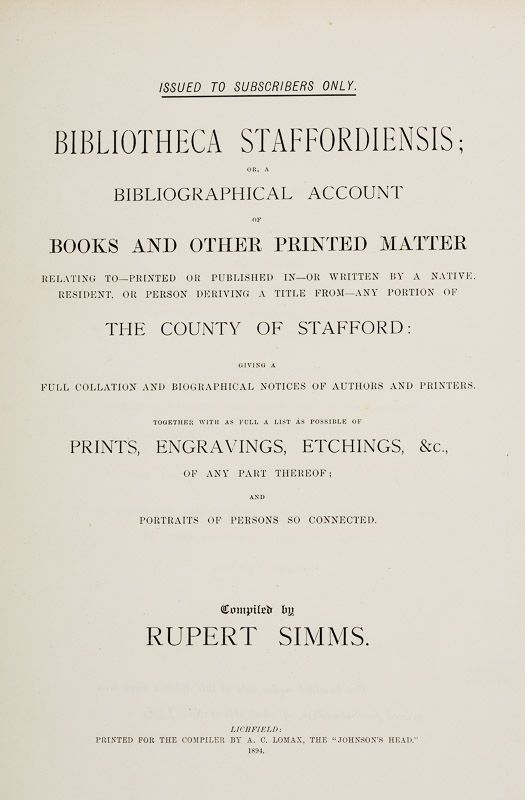 ISSUED TO SUBSCRIBERS ONLY.
BIBLIOTHECA STAFFORDIENSIS;
OR, A
BIBLIOGRAPHICAL ACCOUNT
OF
BOOKS AND OTHER PRINTED MATTER
RELATING TO—PRINTED OR PUBLISHED IN—OR WRITTEN BY A NATIVE,
RESIDENT, OR PERSON DERIVING A TITLE FROM—ANY PORTION OF
THE COUNTY OF STAFFORD:
GIVING A
FULL COLLATION AND BIOGRAPHICAL NOTICES OF AUTHORS AND PRINTERS.
TOGETHER WITH AS FULL A LIST AS POSSIBLE OF
PRINTS, ENGRAVINGS, ETCHINGS, &c.,
OF ANY PART THEREOF;
AND
PORTRAITS OF PERSONS SO CONNECTED.
Compiled by
RUPERT SIMMS.
LICHFIELD:
PRINTED FOR THE COMPILER BY A. C. LOMAX, THE "JOHNSON'S HEAD."
1894.